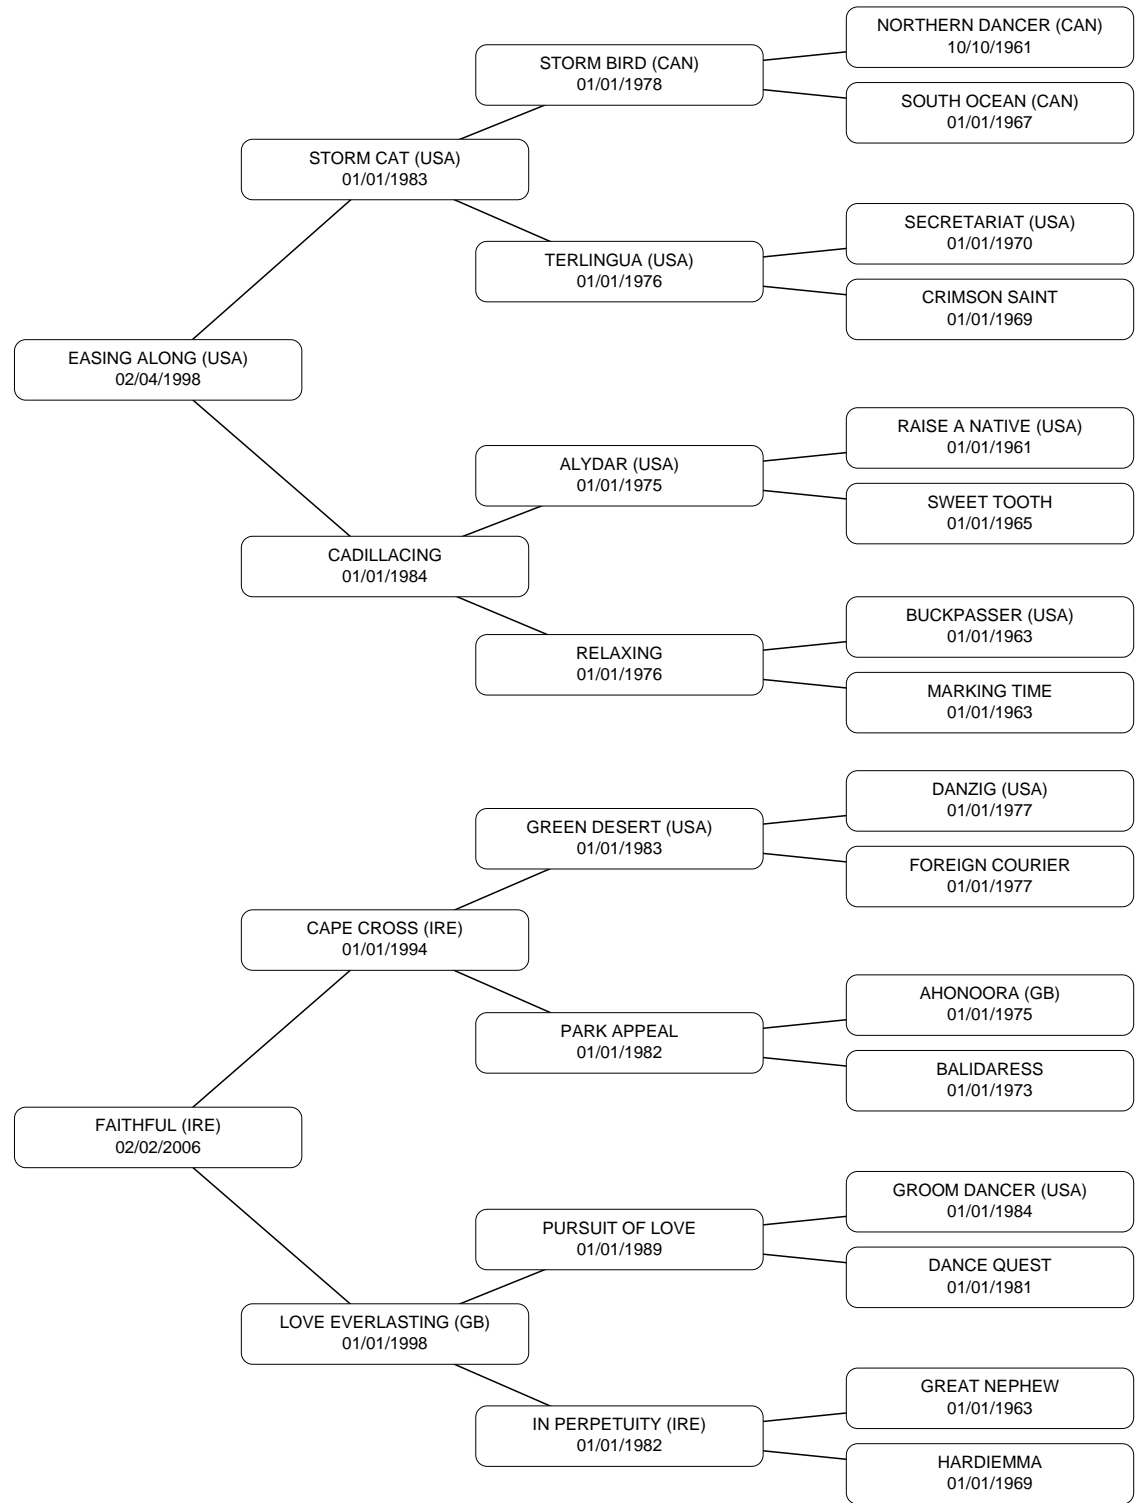 NORTHERN DANCER (CAN)
10/10/1961
STORM BIRD (CAN)
01/01/1978
SOUTH OCEAN (CAN)
01/01/1967
STORM CAT (USA)
01/01/1983
SECRETARIAT (USA)
01/01/1970
TERLINGUA (USA)
01/01/1976
CRIMSON SAINT
01/01/1969
EASING ALONG (USA)
02/04/1998
RAISE A NATIVE (USA)
01/01/1961
ALYDAR (USA)
01/01/1975
SWEET TOOTH
01/01/1965
CADILLACING
01/01/1984
BUCKPASSER (USA)
01/01/1963
RELAXING
01/01/1976
MARKING TIME
01/01/1963
DANZIG (USA)
01/01/1977
GREEN DESERT (USA)
01/01/1983
FOREIGN COURIER
01/01/1977
CAPE CROSS (IRE)
01/01/1994
AHONOORA (GB)
01/01/1975
PARK APPEAL
01/01/1982
BALIDARESS
01/01/1973
FAITHFUL (IRE)
02/02/2006
GROOM DANCER (USA)
01/01/1984
PURSUIT OF LOVE
01/01/1989
DANCE QUEST
01/01/1981
LOVE EVERLASTING (GB)
01/01/1998
GREAT NEPHEW
01/01/1963
IN PERPETUITY (IRE)
01/01/1982
HARDIEMMA
01/01/1969